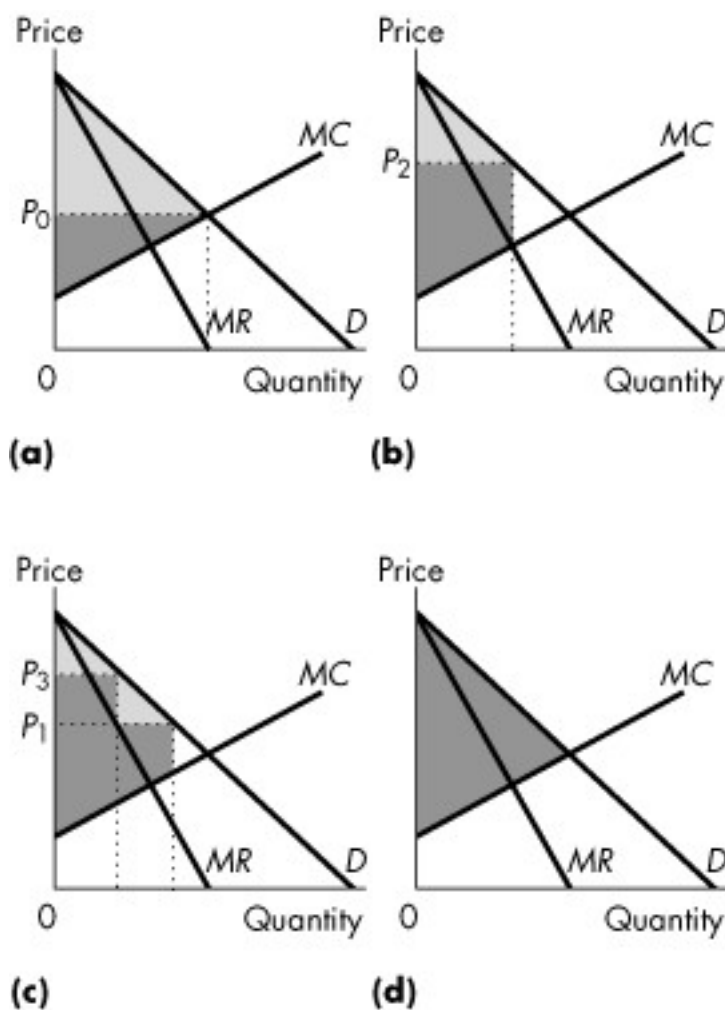 Price
Price
MC
MC
P2
P0
MR
D
MR
D
0
Quantity
0
Quantity
(a)
(b)
Price
Price
P3
MC
MC
P1
MR
D
MR
D
0
Quantity
0
Quantity
(c)
(d)